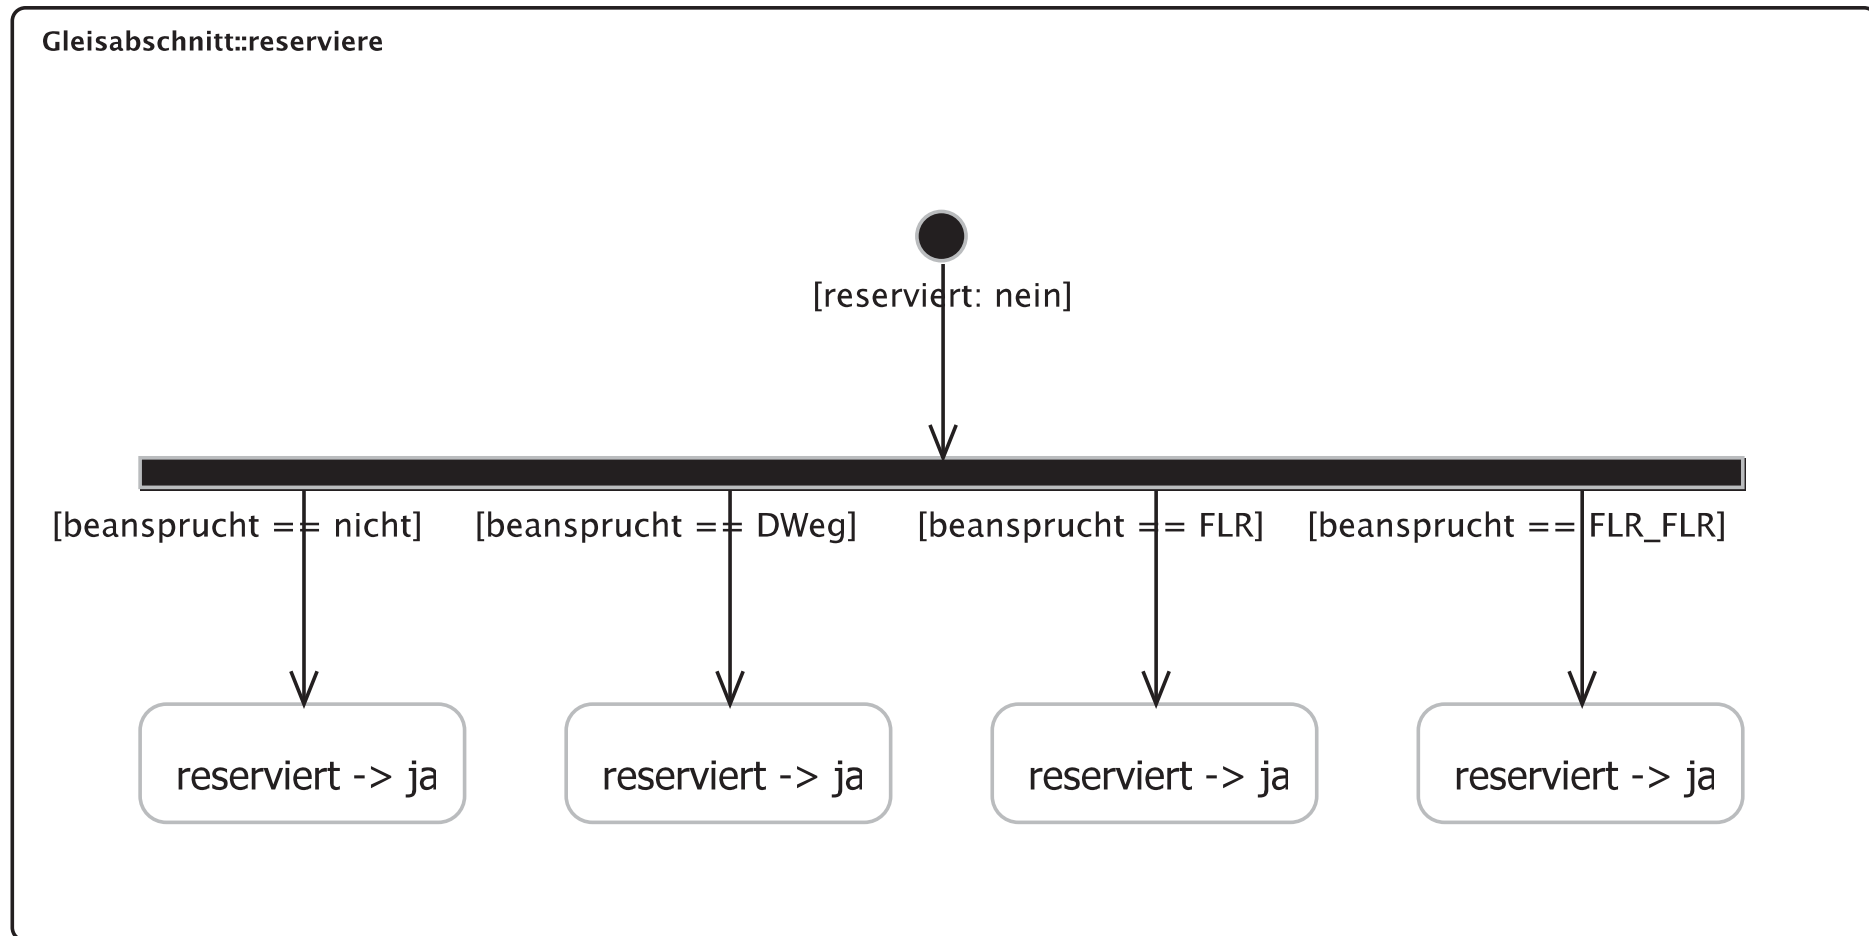 Gleisabschnitt::reserviere
[reserviert: nein]
[beansprucht == nicht]
[beansprucht == DWeg]
[beansprucht == FLR]
[beansprucht == FLR_FLR]
reserviert -> ja
reserviert -> ja
reserviert -> ja
reserviert -> ja